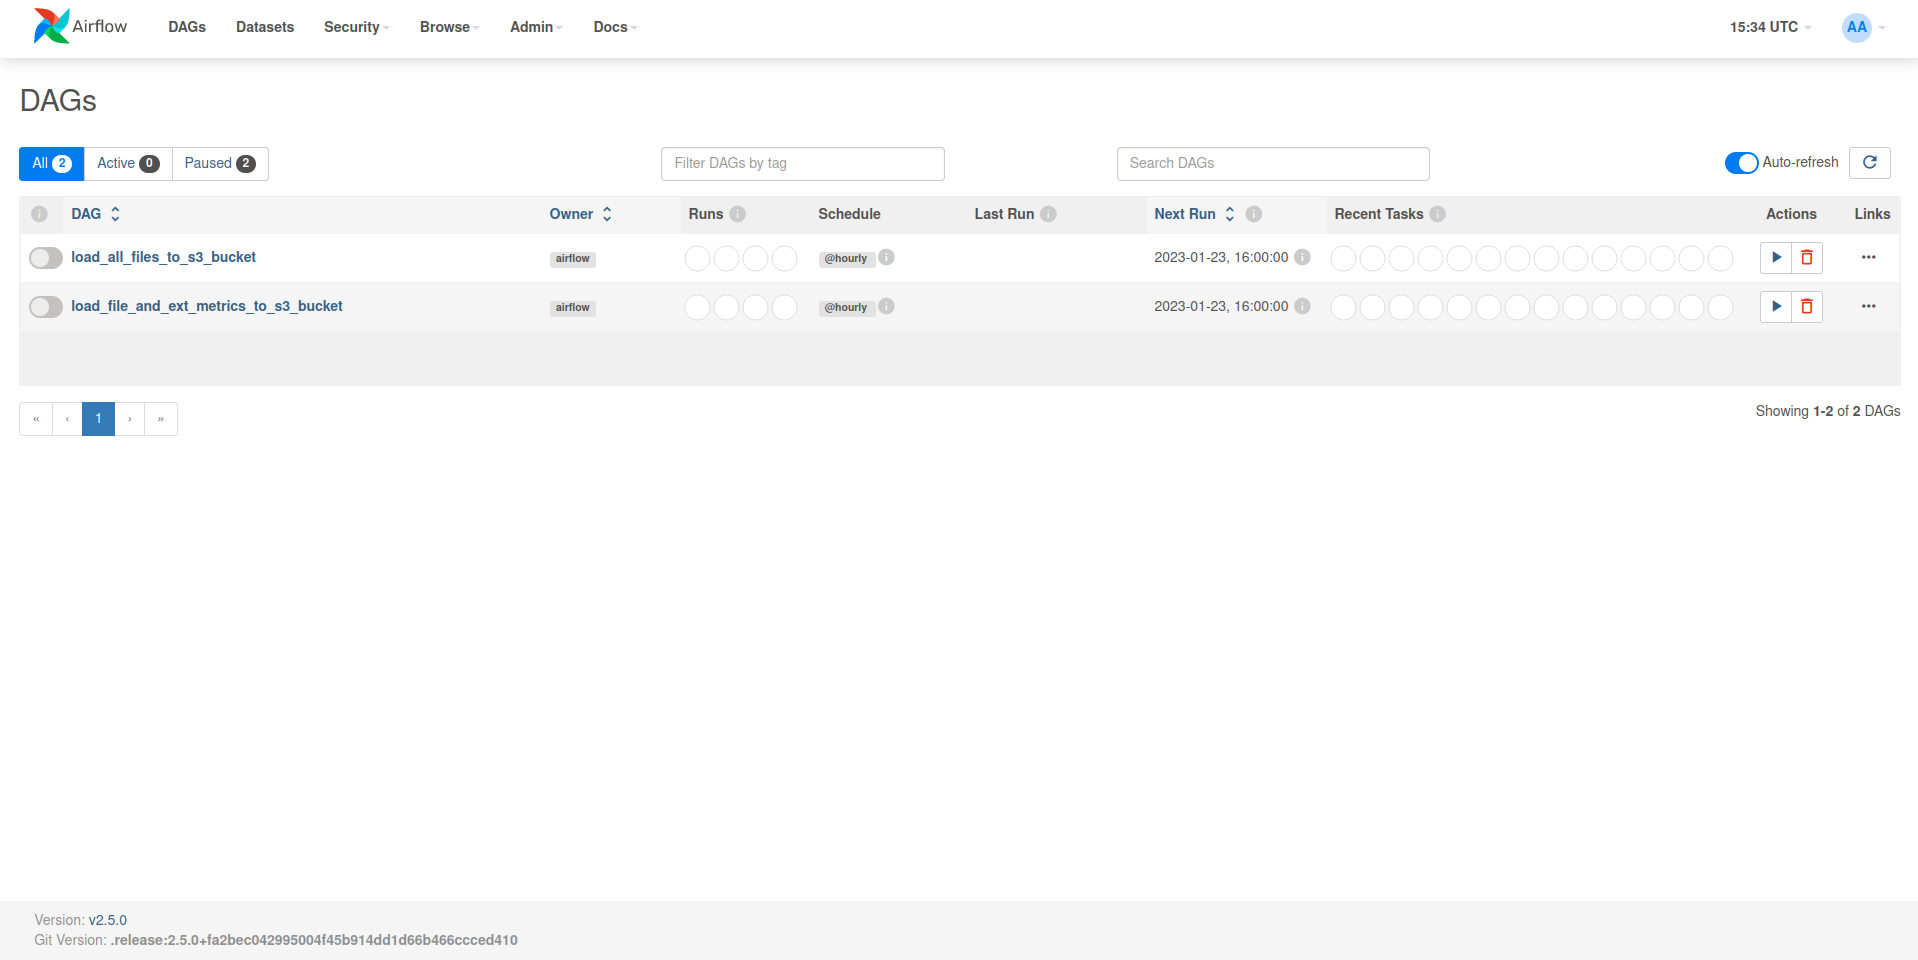 Airflow DAGs Datasets Security Browse Admin Docs 15:34 UTC AA
DAGs
All 2 Active 0 Paused 2 Filter DAGs by tag Search DAGs Auto-refresh
DAG Owner Runs Schedule Last Run Next Run Recent Tasks Actions Links
load_all_files_to_s3_bucket airflow @hourly 2023-01-23, 16:00:00
load_file_and_ext_metrics_to_s3_bucket airflow @hourly 2023-01-23, 16:00:00
« ‹ 1 › » Showing 1-2 of 2 DAGs
Version: v2.5.0
Git Version: .release:2.5.0+fa2bec042995004f45b914dd1d66b466ccced410